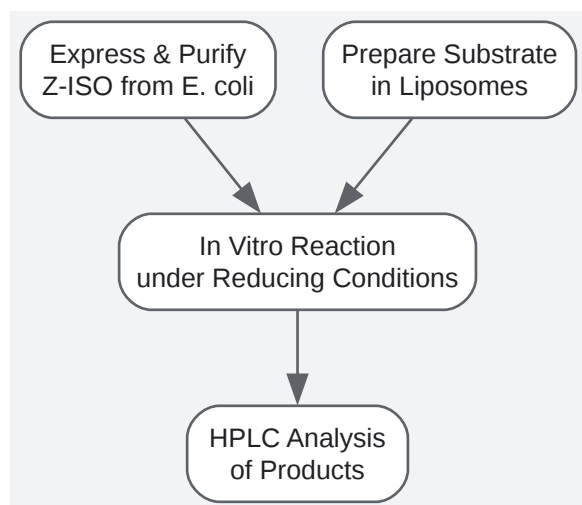 Express & Purify
Z-ISO from E. coli
Prepare Substrate
in Liposomes
In Vitro Reaction
under Reducing Conditions
HPLC Analysis
of Products